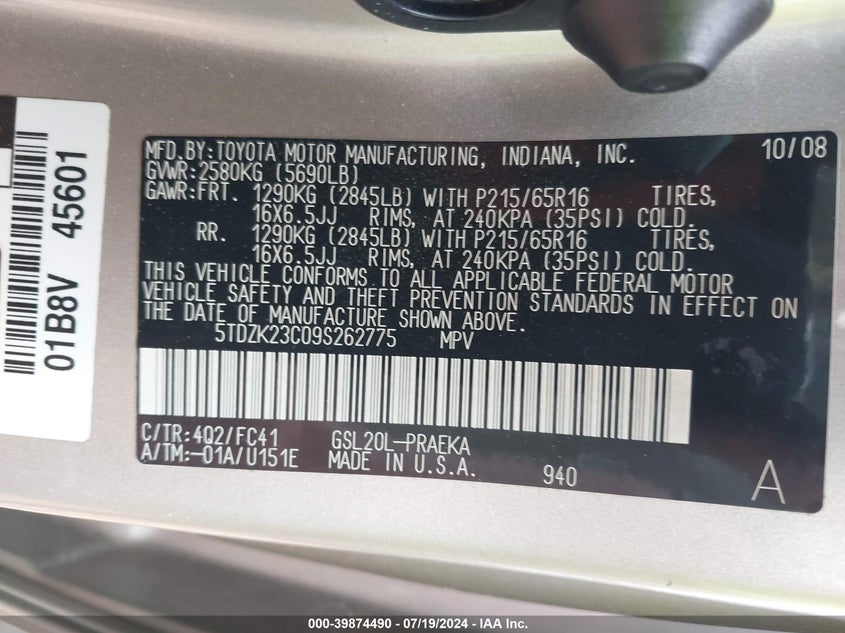 MFD.BY:TOYOTA MOTOR MANUFACTURING, INDIANA, INC. 10/08
GVWR:2580KG (5690LB)
GAWR:FRT. 1290KG (2845LB) WITH P215/65R16 TIRES,
16X6.5JJ RIMS, AT 240KPA (35PSI) COLD.
RR. 1290KG (2845LB) WITH P215/65R16 TIRES,
16X6.5JJ RIMS, AT 240KPA (35PSI) COLD.
THIS VEHICLE CONFORMS TO ALL APPLICABLE FEDERAL MOTOR
VEHICLE SAFETY AND THEFT PREVENTION STANDARDS IN EFFECT ON
THE DATE OF MANUFACTURE SHOWN ABOVE.
5TDZK23C09S262775 MPV
C/TR:4Q2/FC41 GSL20L-PRAEKA
A/TM:-01A/U151E MADE IN U.S.A. 940 A
01B8V 45601
000-39874490 / 07/19/2024 - IAA Inc.